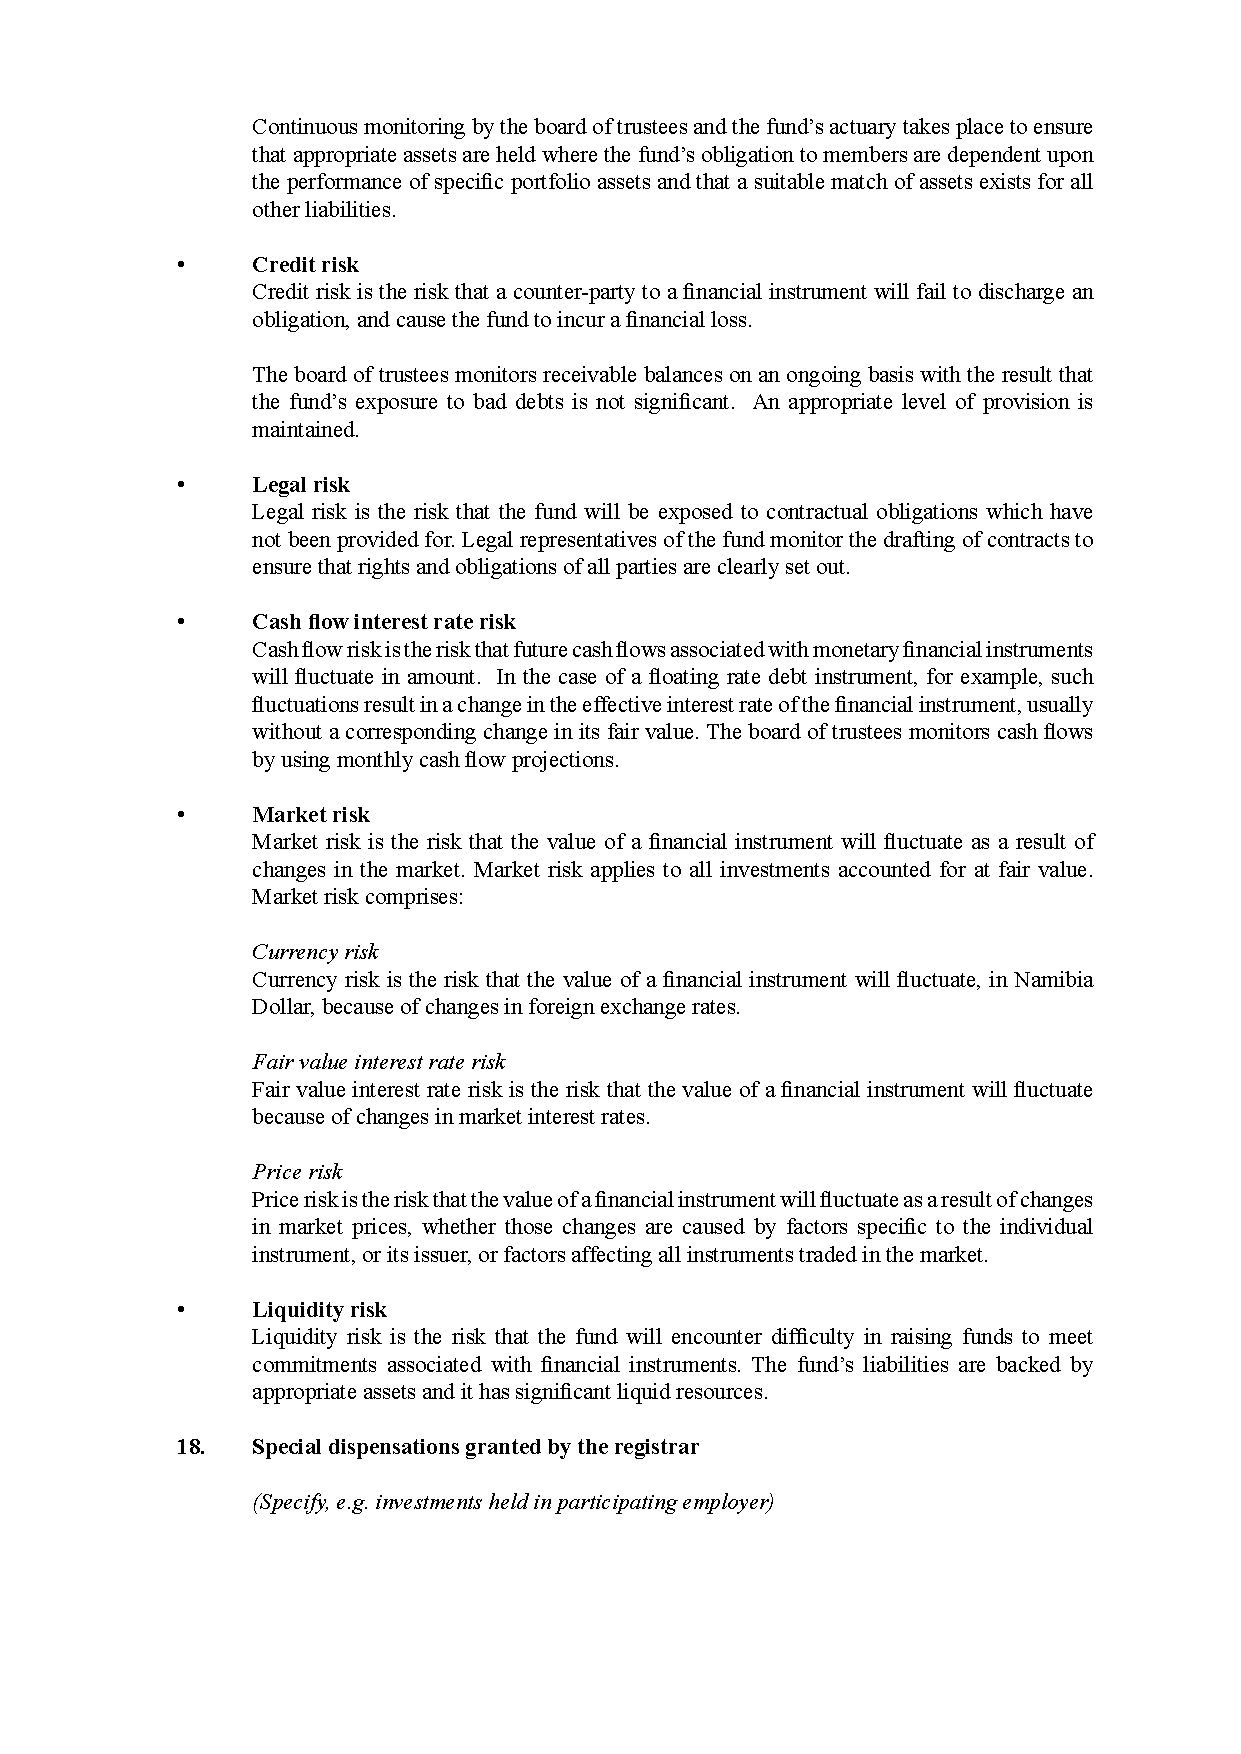 Continuous monitoring by the board of trustees and the fund’s actuary takes place to ensure
that appropriate assets are held where the fund’s obligation to members are dependent upon
the performance of specific portfolio assets and that a suitable match of assets exists for all
other liabilities.
• Credit risk
Credit risk is the risk that a counter-party to a financial instrument will fail to discharge an
obligation, and cause the fund to incur a financial loss.
The board of trustees monitors receivable balances on an ongoing basis with the result that
the fund’s exposure to bad debts is not significant. An appropriate level of provision is
maintained.
• Legal risk
Legal risk is the risk that the fund will be exposed to contractual obligations which have
not been provided for. Legal representatives of the fund monitor the drafting of contracts to
ensure that rights and obligations of all parties are clearly set out.
• Cash flow interest rate risk
Cash flow risk is the risk that future cash flows associated with monetary financial instruments
will fluctuate in amount. In the case of a floating rate debt instrument, for example, such
fluctuations result in a change in the effective interest rate of the financial instrument, usually
without a corresponding change in its fair value. The board of trustees monitors cash flows
by using monthly cash flow projections.
• Market risk
Market risk is the risk that the value of a financial instrument will fluctuate as a result of
changes in the market. Market risk applies to all investments accounted for at fair value.
Market risk comprises:
Currency risk
Currency risk is the risk that the value of a financial instrument will fluctuate, in Namibia
Dollar, because of changes in foreign exchange rates.
Fair value interest rate risk
Fair value interest rate risk is the risk that the value of a financial instrument will fluctuate
because of changes in market interest rates.
Price risk
Price risk is the risk that the value of a financial instrument will fluctuate as a result of changes
in market prices, whether those changes are caused by factors specific to the individual
instrument, or its issuer, or factors affecting all instruments traded in the market.
• Liquidity risk
Liquidity risk is the risk that the fund will encounter difficulty in raising funds to meet
commitments associated with financial instruments. The fund’s liabilities are backed by
appropriate assets and it has significant liquid resources.
18. Special dispensations granted by the registrar
(Specify, e.g. investments held in participating employer)